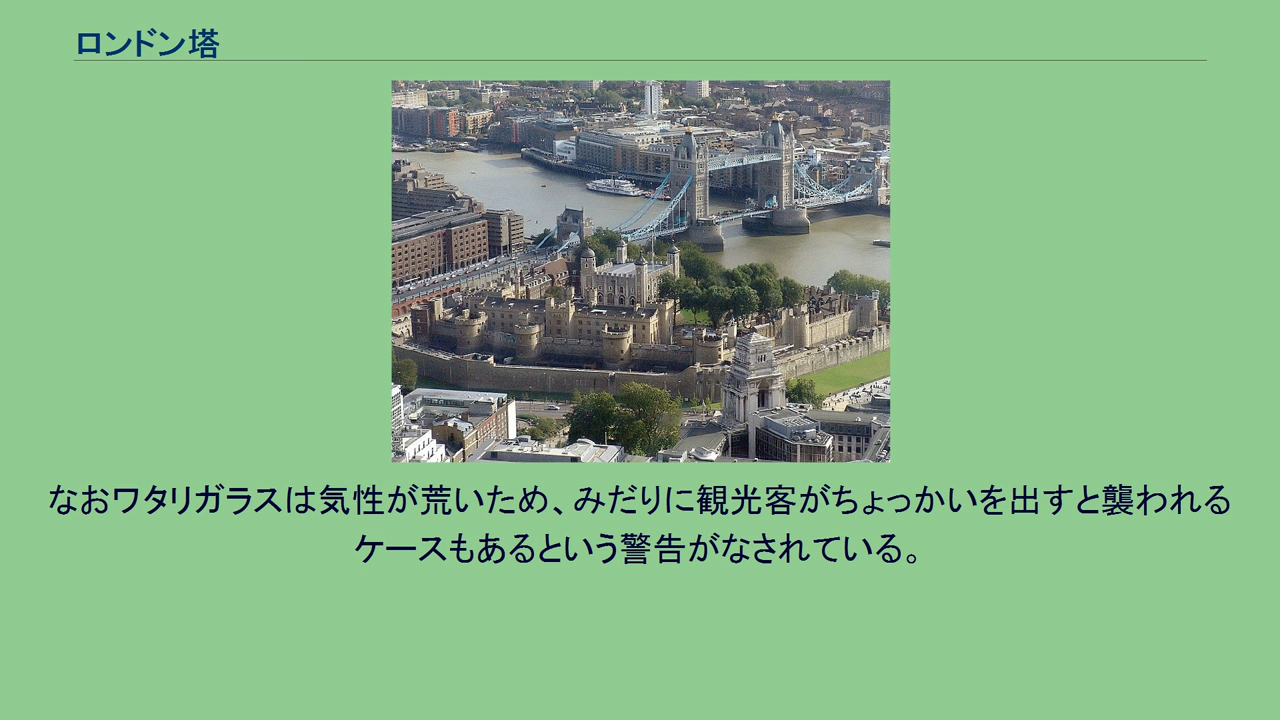 ロンドン塔
なおワタリガラスは気性が荒いため、みだりに観光客がちょっかいを出すと襲われる
ケースもあるという警告がなされている。